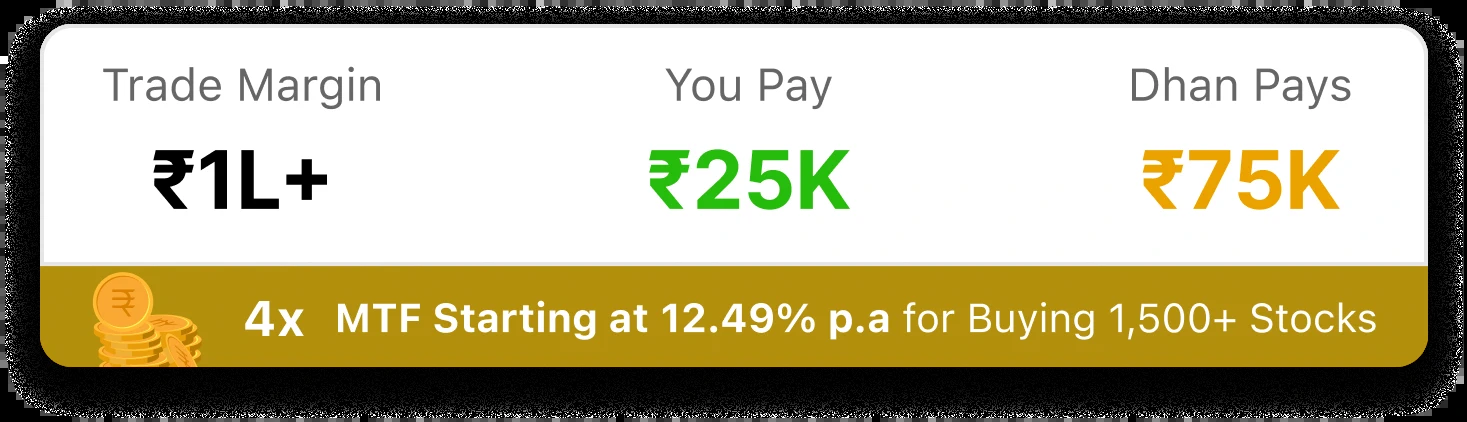 Trade Margin You Pay Dhan Pays
₹1L+ ₹25K ₹75K
₹ 4x MTF Starting at 12.49% p.a for Buying 1,500+ Stocks